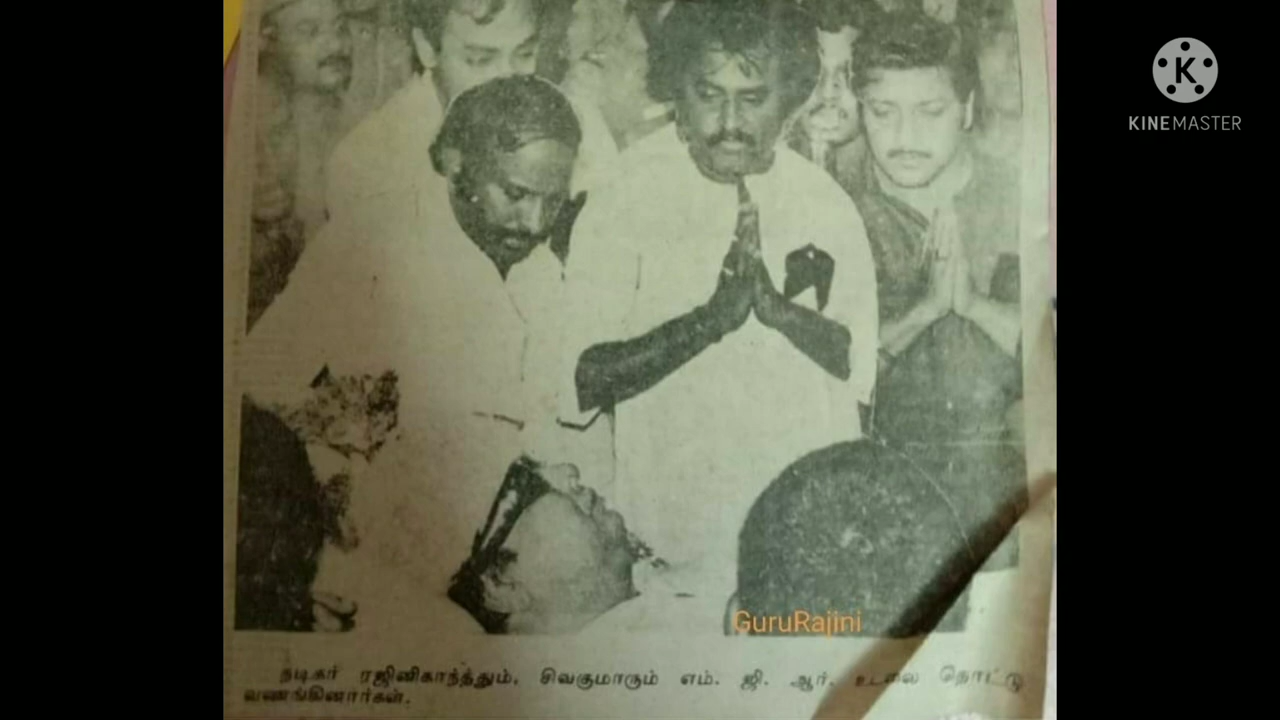 KINEMASTER
GuruRajini
நடிகர் ரஜினிகாந்த்தும், சிவகுமாரும் எம். ஜி. ஆர். உடலை தொட்டு
வணங்கினார்கள்.